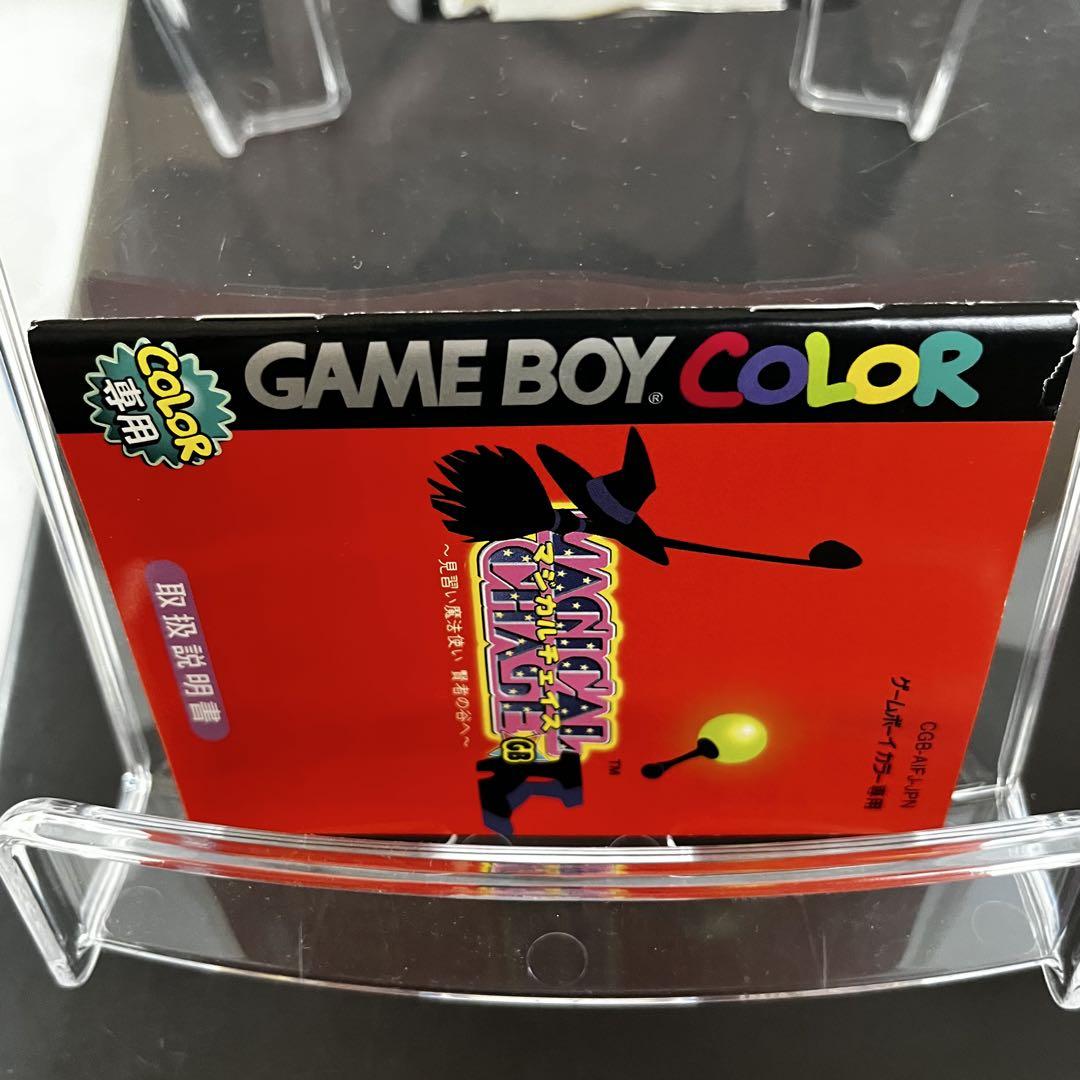 GAME BOY® COLOR
COLOR
専用
MAGICAL
マジカルチェイス
CHASE
GB
TM
～見習い魔法使い 賢者の谷へ～
取扱説明書
CGB-AIFJ-JPN
ゲームボーイ カラー専用